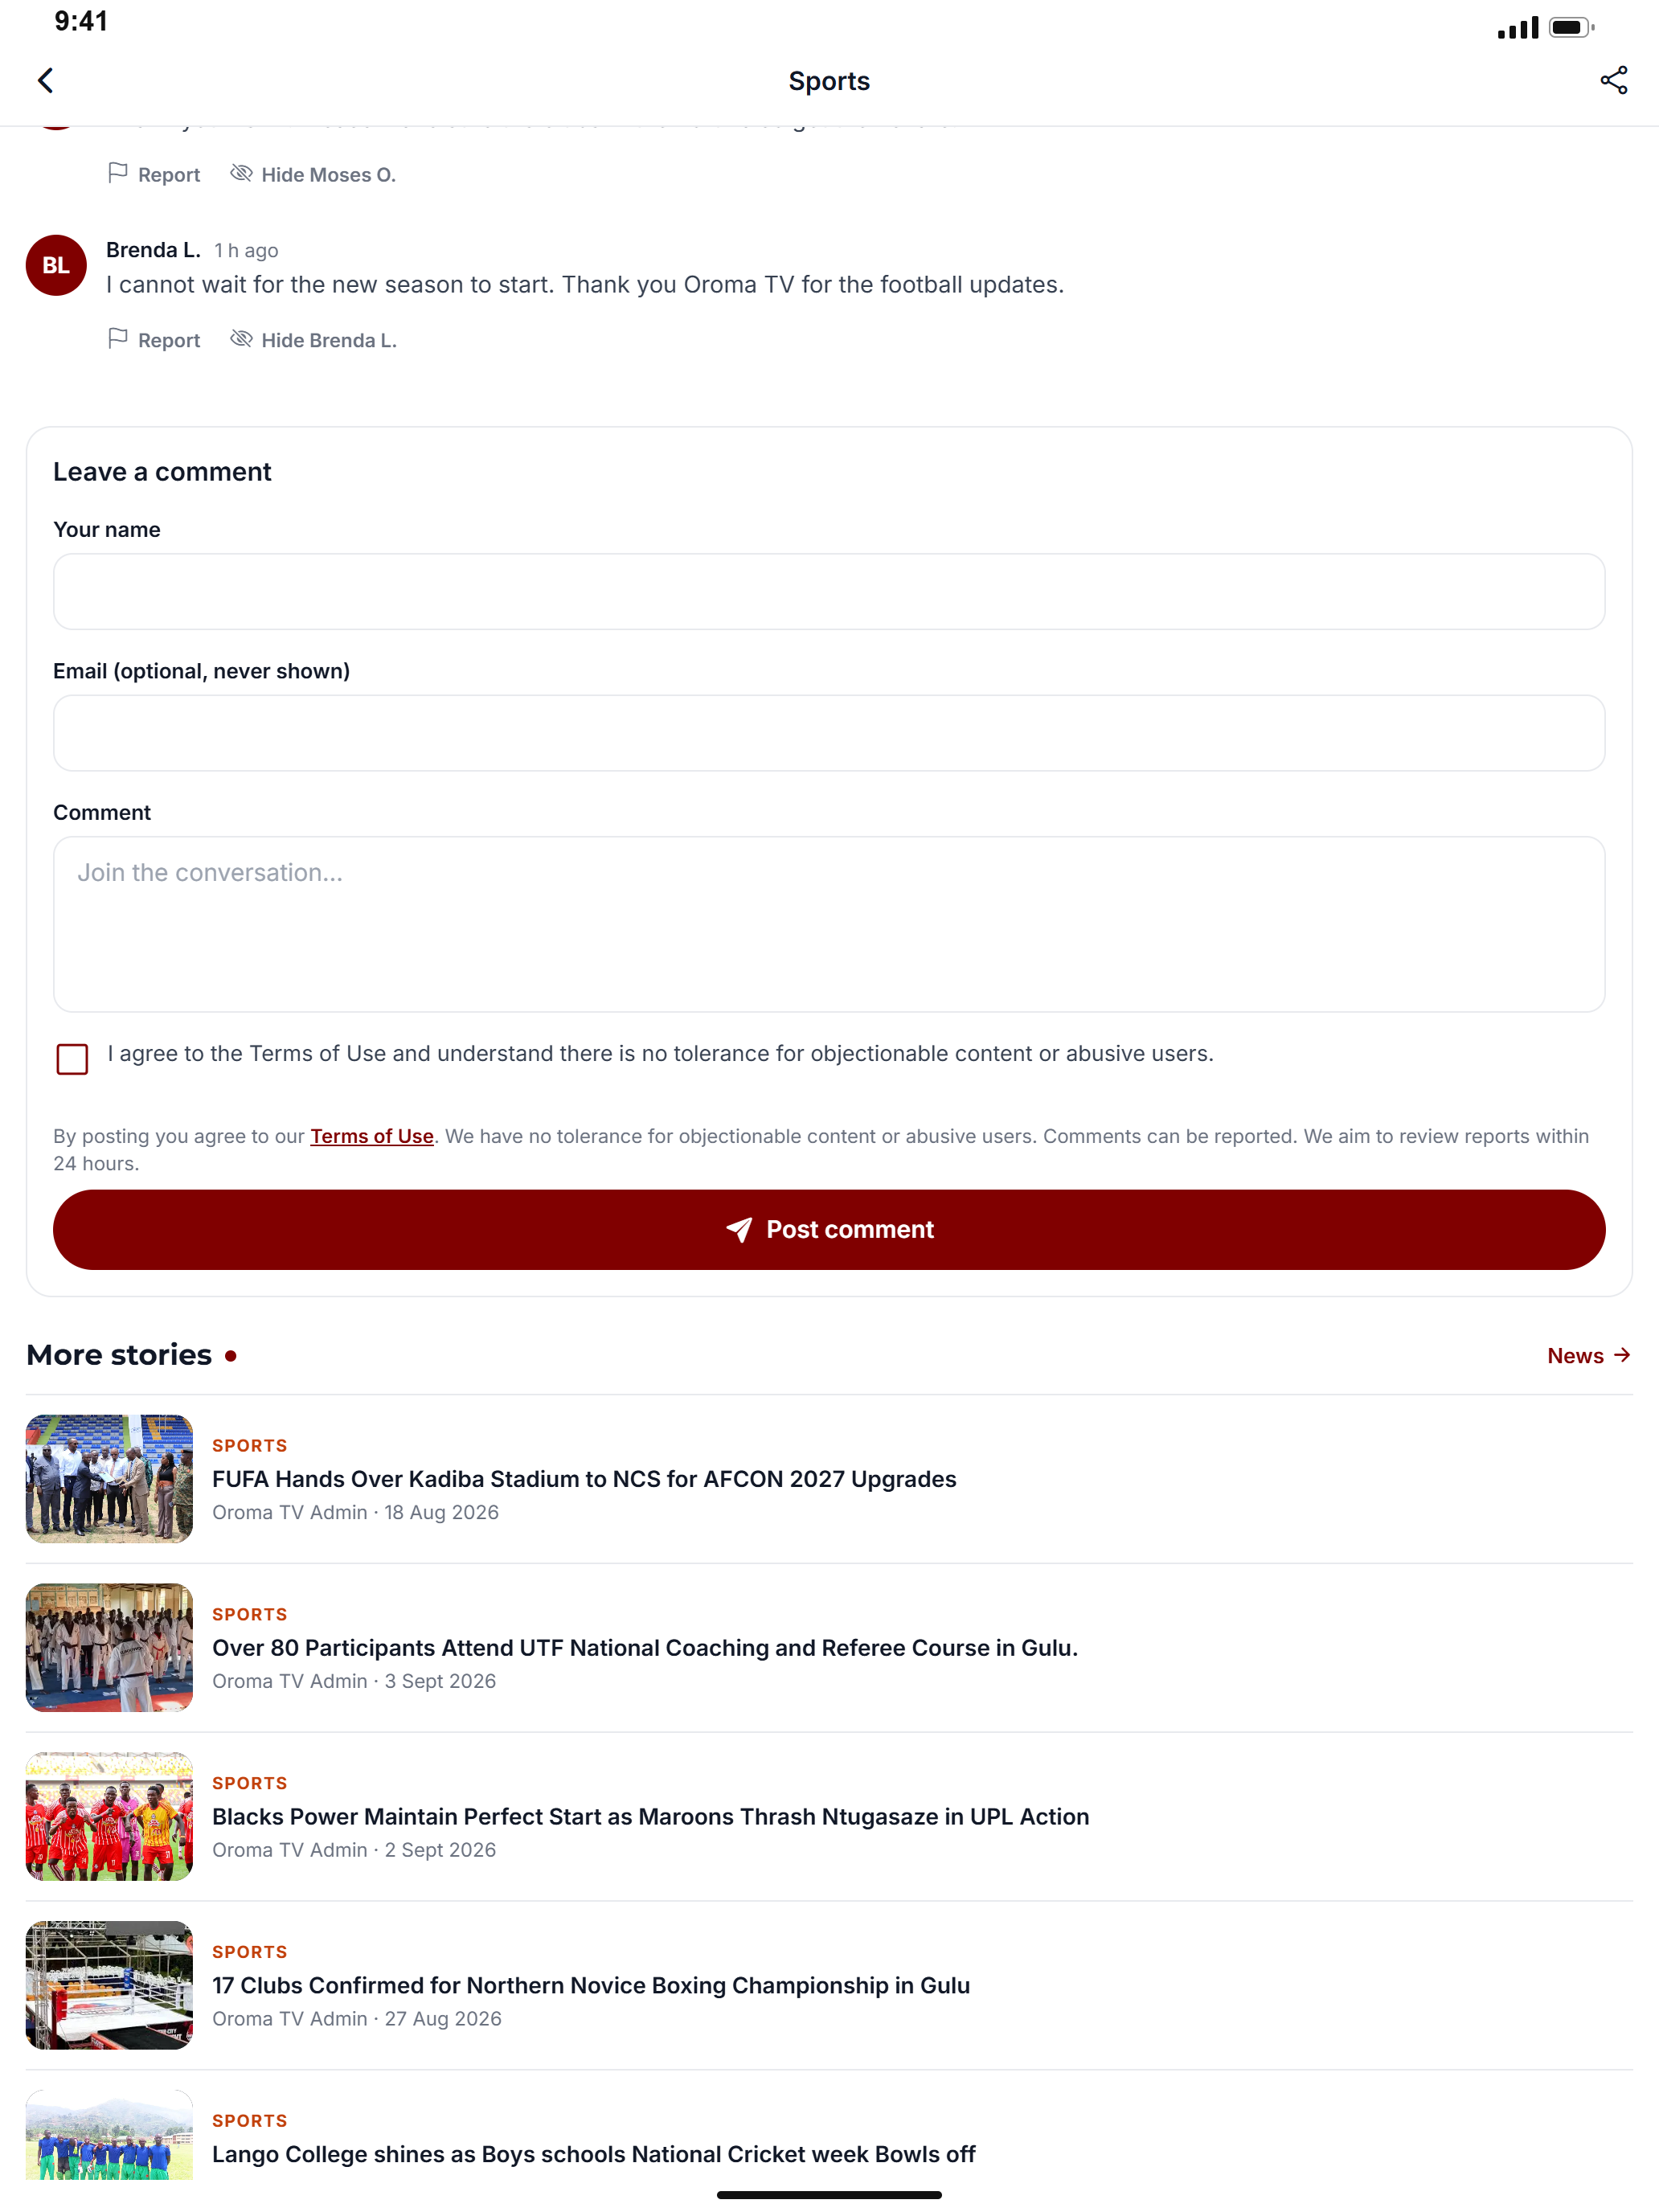 9:41
Sports
Report
Hide Moses O.
BL
Brenda L. 1 h ago
I cannot wait for the new season to start. Thank you Oroma TV for the football updates.
Report
Hide Brenda L.
Leave a comment
Your name
Email (optional, never shown)
Comment
Join the conversation...
I agree to the Terms of Use and understand there is no tolerance for objectionable content or abusive users.
By posting you agree to our Terms of Use. We have no tolerance for objectionable content or abusive users. Comments can be reported. We aim to review reports within
24 hours.
Post comment
More stories
News
SPORTS
FUFA Hands Over Kadiba Stadium to NCS for AFCON 2027 Upgrades
Oroma TV Admin · 18 Aug 2026
SPORTS
Over 80 Participants Attend UTF National Coaching and Referee Course in Gulu.
Oroma TV Admin · 3 Sept 2026
SPORTS
Blacks Power Maintain Perfect Start as Maroons Thrash Ntugasaze in UPL Action
Oroma TV Admin · 2 Sept 2026
SPORTS
17 Clubs Confirmed for Northern Novice Boxing Championship in Gulu
Oroma TV Admin · 27 Aug 2026
SPORTS
Lango College shines as Boys schools National Cricket week Bowls off